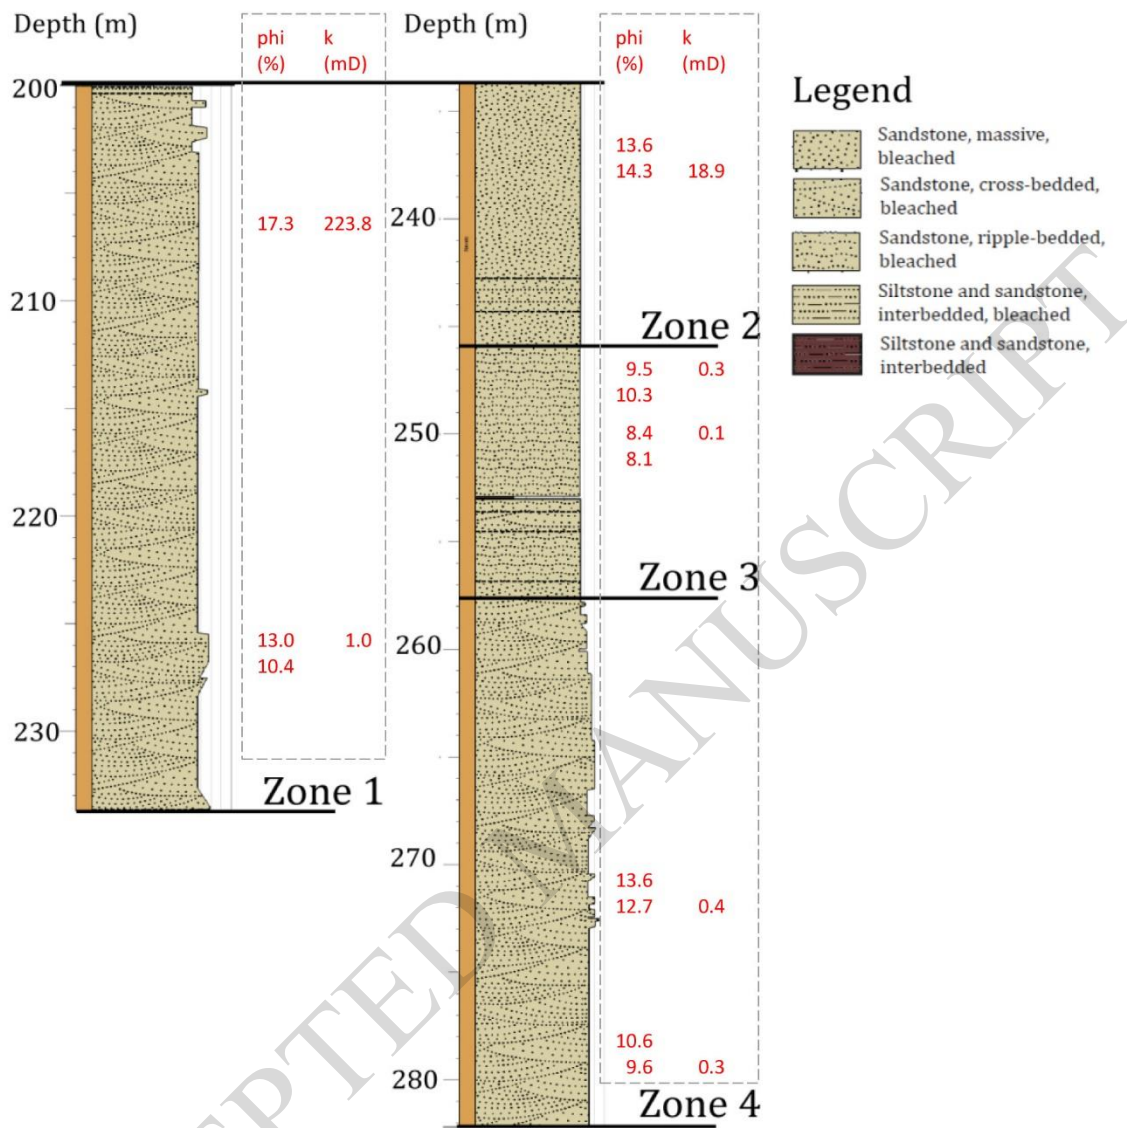 Depth (m)
phi k
(%) (mD)
200
17.3 223.8
210
220
13.0 1.0
10.4
230
Zone 1
Depth (m)
phi k
(%) (mD)
13.6
14.3 18.9
240
Zone 2
9.5 0.3
10.3
250
8.4 0.1
8.1
Zone 3
260
270
13.6
12.7 0.4
10.6
9.6 0.3
280
Zone 4
Legend
Sandstone, massive,
bleached
Sandstone, cross-bedded,
bleached
Sandstone, ripple-bedded,
bleached
Siltstone and sandstone,
interbedded, bleached
Siltstone and sandstone,
interbedded
PTED MANUSCRIPT